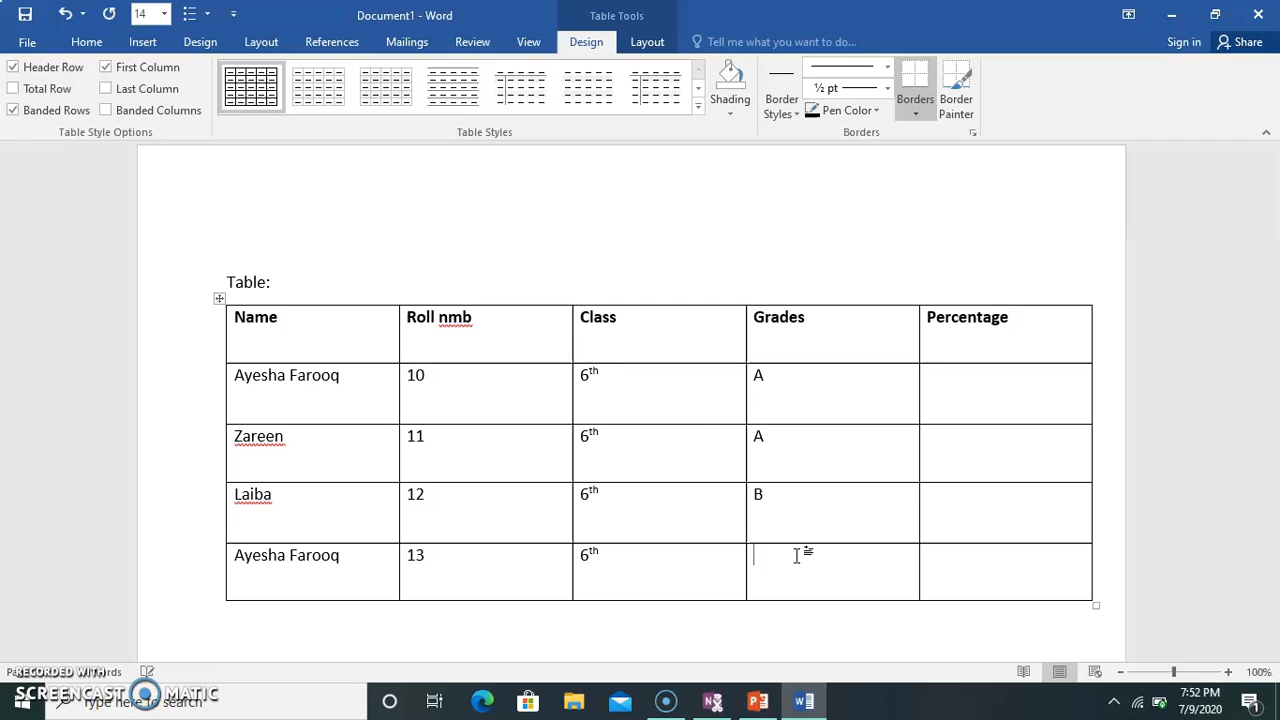 14
Document1 - Word
Table Tools
File Home Insert Design Layout References Mailings Review View Design Layout Tell me what you want to do... Sign in Share
Header Row First Column
Total Row Last Column
Banded Rows Banded Columns
Table Style Options
Table Styles
Shading
Border Styles
½ pt
Pen Color
Borders
Border Painter
Borders
Table:
Name Roll nmb Class Grades Percentage
Ayesha Farooq 10 6th A
Zareen 11 6th A
Laiba 12 6th B
Ayesha Farooq 13 6th
100%
RECORDED WITH
SCREENCAST MATIC
Type here to search
7:52 PM
7/9/2020
1